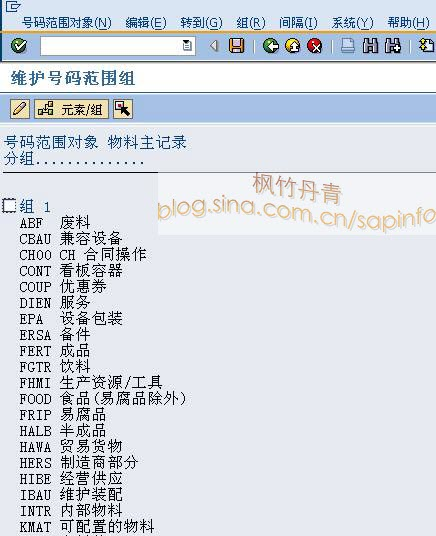 号码范围对象(N) 编辑(E) 转到(G) 组(R) 间隔(I) 系统(Y) 帮助(H)
维护号码范围组
元素/组
号码范围对象 物料主记录
分组..............
枫竹丹青
blog.sina.com.cn/sapinfo
组 1
ABF 废料
CBAU 兼容设备
CH00 CH 合同操作
CONT 看板容器
COUP 优惠券
DIEN 服务
EPA 设备包装
ERSA 备件
FERT 成品
FGTR 饮料
FHMI 生产资源/工具
FOOD 食品(易腐品除外)
FRIP 易腐品
HALB 半成品
HAWA 贸易货物
HERS 制造商部分
HIBE 经营供应
IBAU 维护装配
INTR 内部物料
KMAT 可配置的物料